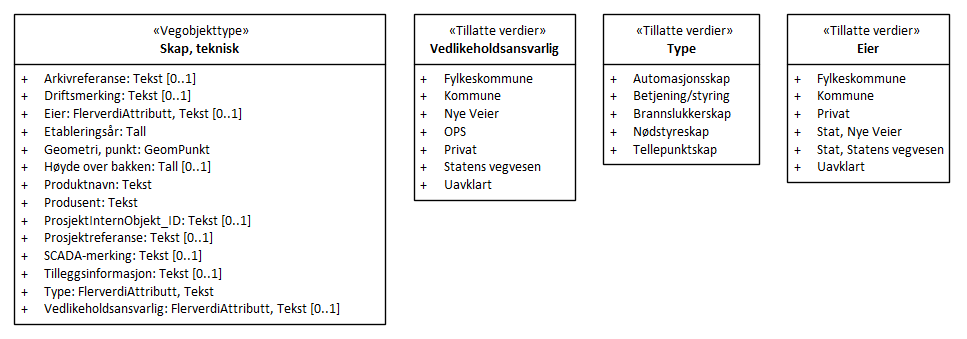 «Vegobjekttype»
Skap, teknisk
+ Arkivreferanse: Tekst [0..1]
+ Driftsmerking: Tekst [0..1]
+ Eier: FlerverdiAttributt, Tekst [0..1]
+ Etableringsår: Tall
+ Geometri, punkt: GeomPunkt
+ Høyde over bakken: Tall [0..1]
+ Produktnavn: Tekst
+ Produsent: Tekst
+ ProsjektInternObjekt_ID: Tekst [0..1]
+ Prosjektreferanse: Tekst [0..1]
+ SCADA-merking: Tekst [0..1]
+ Tilleggsinformasjon: Tekst [0..1]
+ Type: FlerverdiAttributt, Tekst
+ Vedlikeholdsansvarlig: FlerverdiAttributt, Tekst [0..1]
«Tillatte verdier»
Vedlikeholdsansvarlig
+ Fylkeskommune
+ Kommune
+ Nye Veier
+ OPS
+ Privat
+ Statens vegvesen
+ Uavklart
«Tillatte verdier»
Type
+ Automasjonsskap
+ Betjening/styring
+ Brannslukkerskap
+ Nødstyreskap
+ Tellepunktskap
«Tillatte verdier»
Eier
+ Fylkeskommune
+ Kommune
+ Privat
+ Stat, Nye Veier
+ Stat, Statens vegvesen
+ Uavklart